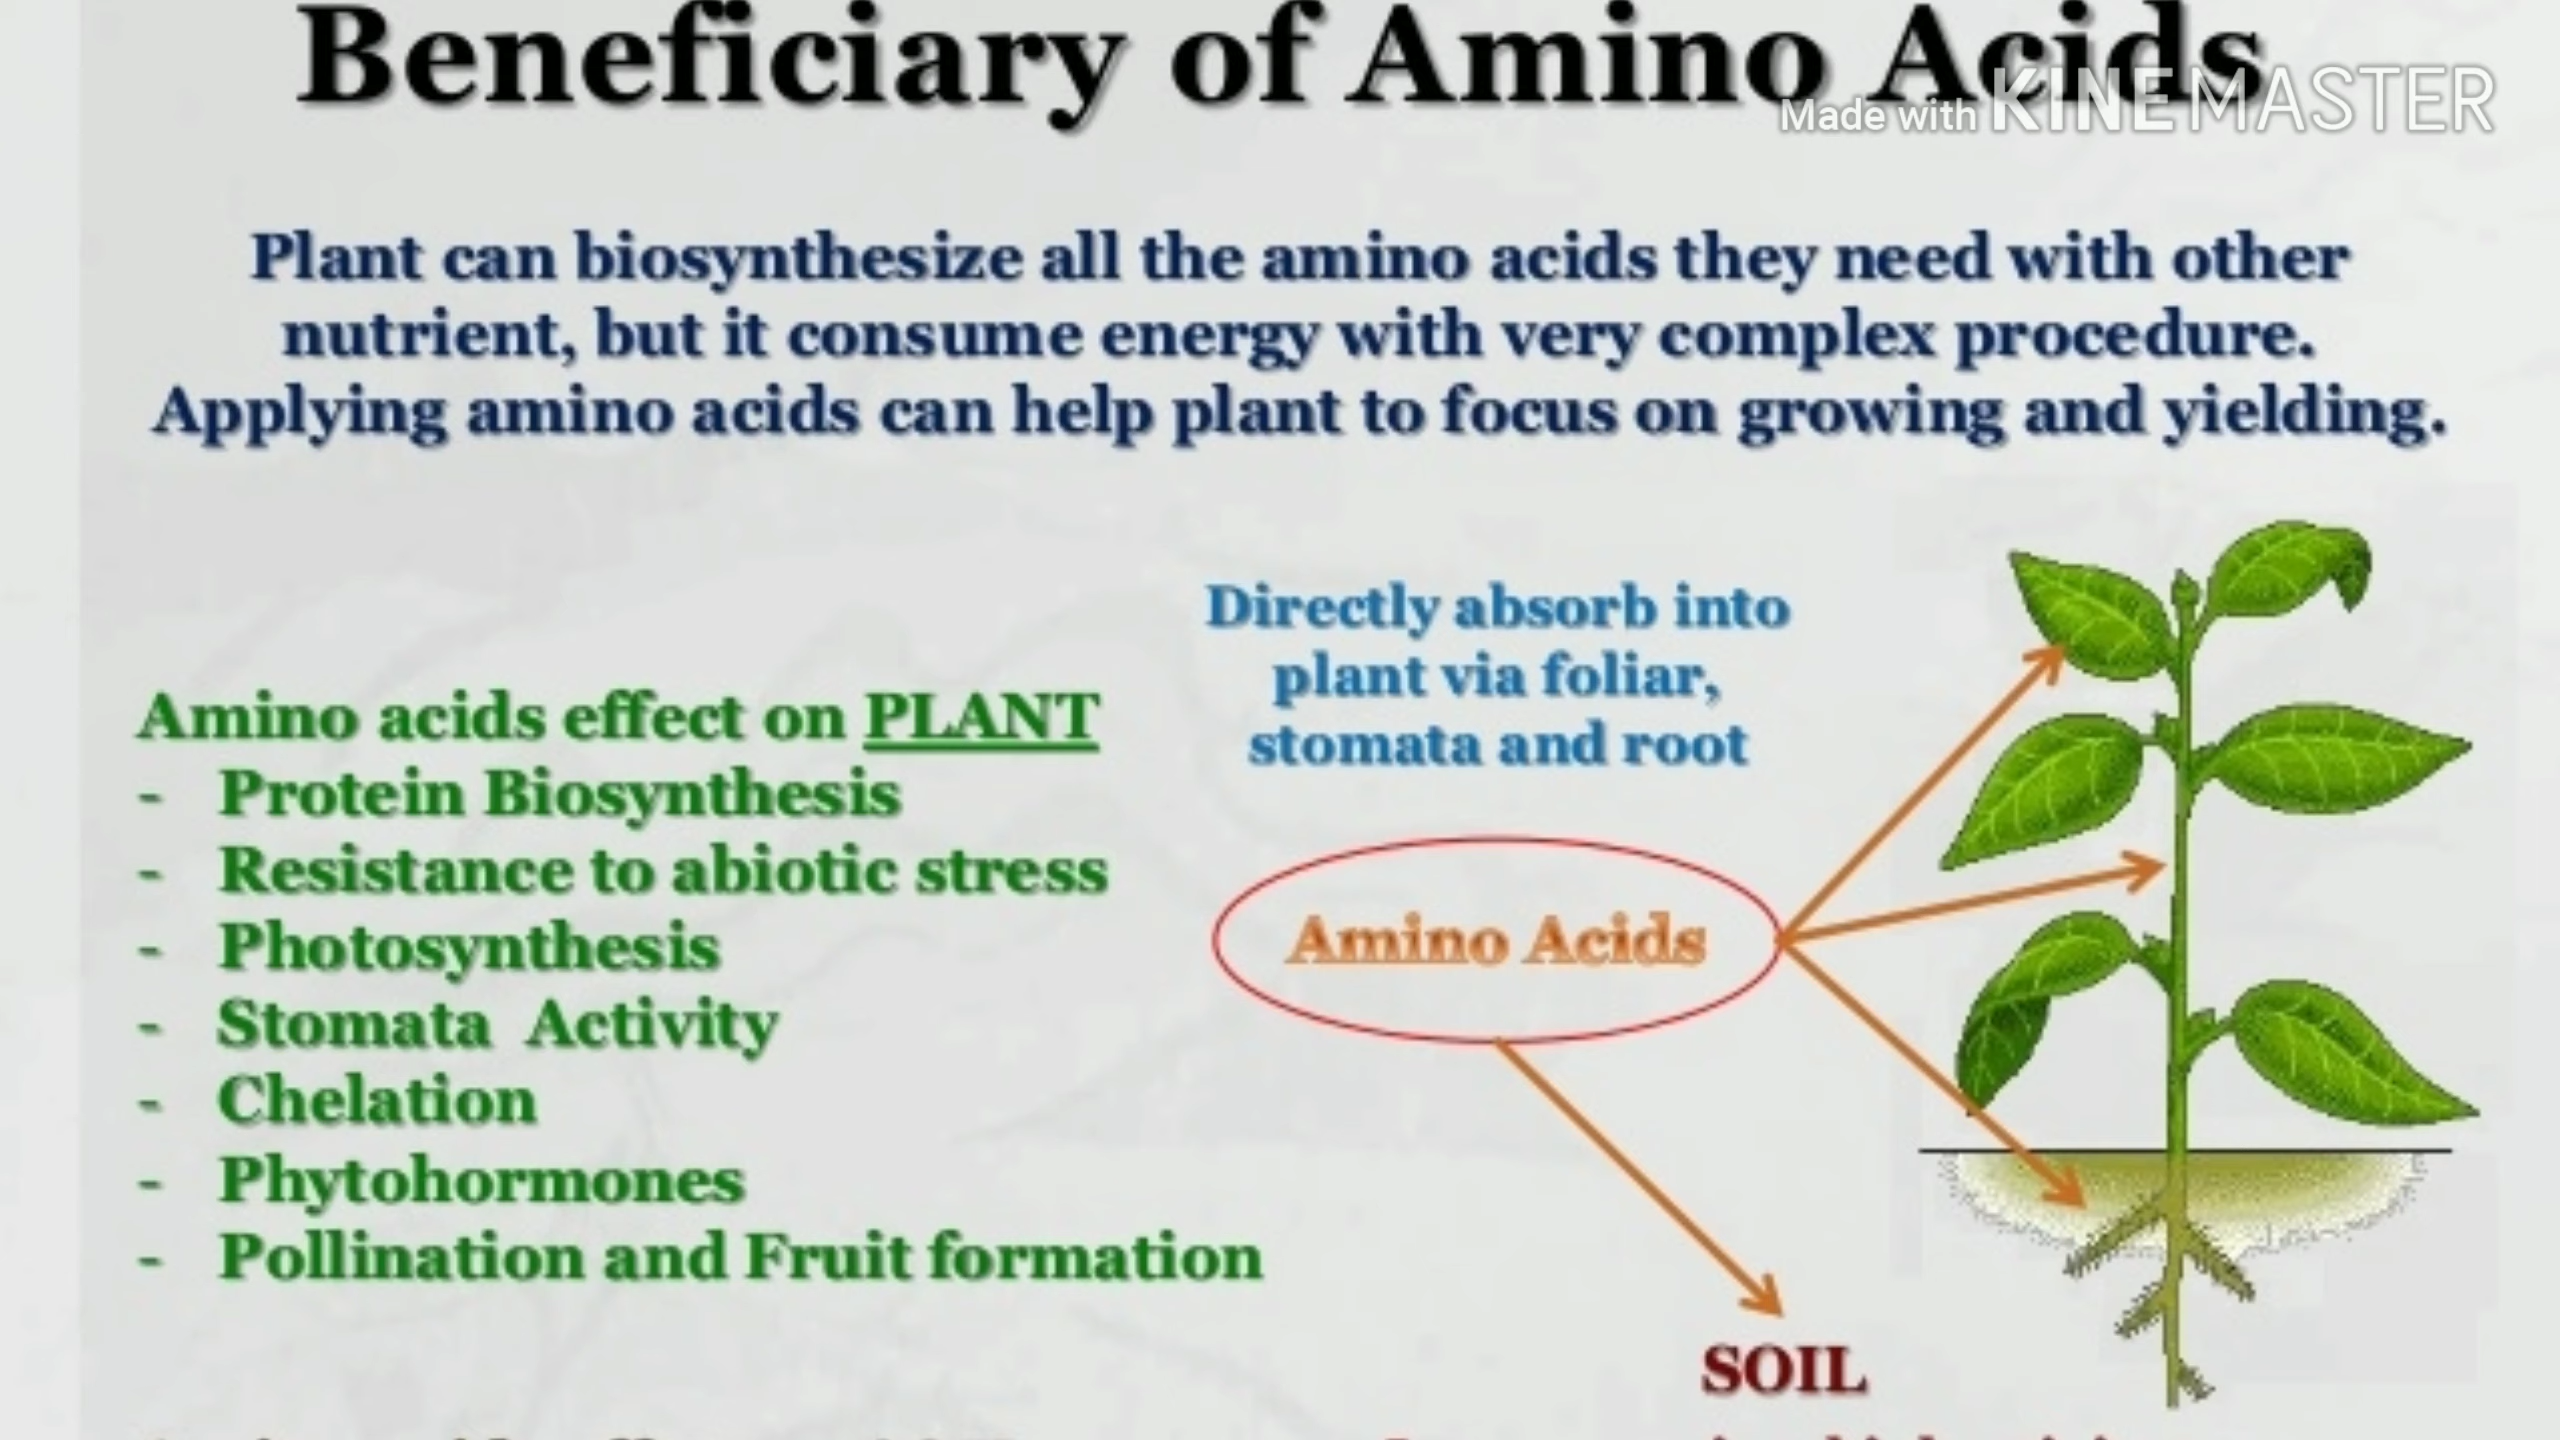 Beneficiary of Amino Acids
Made with KINEMASTER
Plant can biosynthesize all the amino acids they need with other
nutrient, but it consume energy with very complex procedure.
Applying amino acids can help plant to focus on growing and yielding.
Directly absorb into
plant via foliar,
stomata and root
Amino acids effect on PLANT
- Protein Biosynthesis
- Resistance to abiotic stress
- Photosynthesis
- Stomata Activity
- Chelation
- Phytohormones
- Pollination and Fruit formation
Amino Acids
SOIL